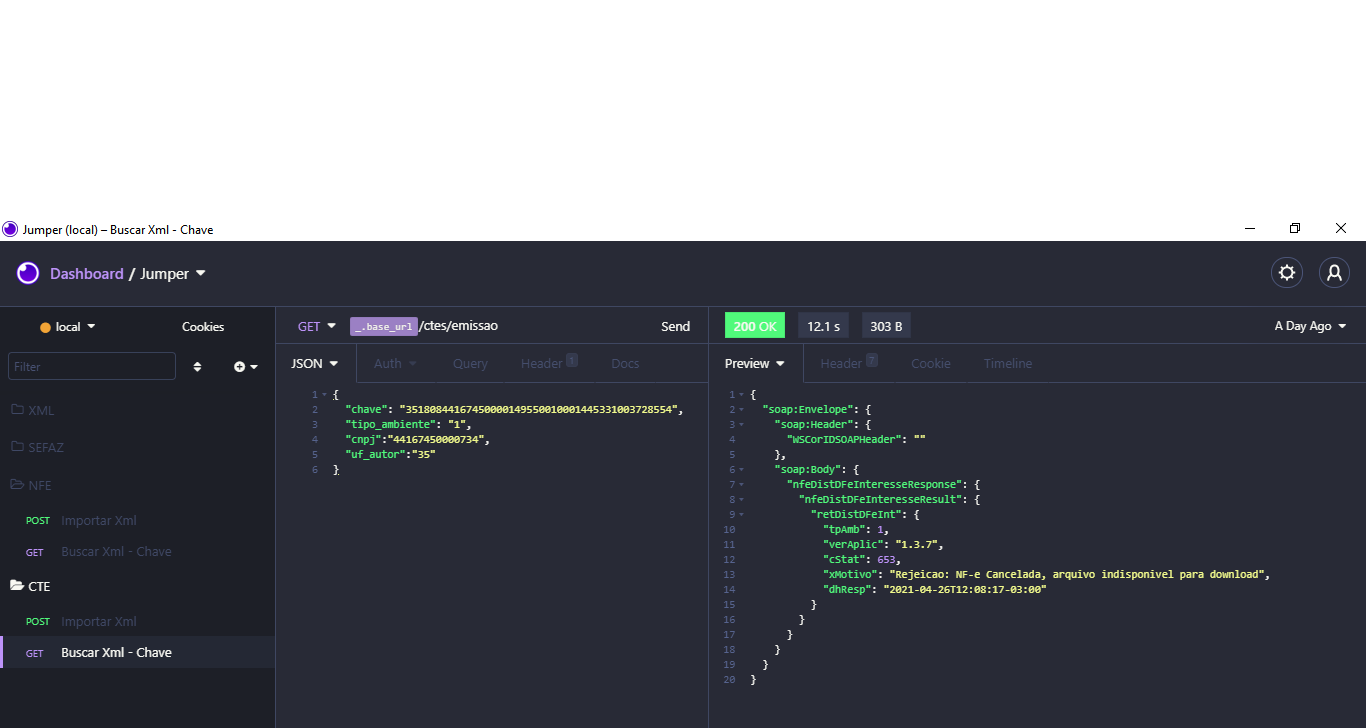 Jumper (local) – Buscar Xml - Chave
Dashboard / Jumper
local
Cookies
Filter
XML
SEFAZ
NFE
POST Importar Xml
GET Buscar Xml - Chave
CTE
POST Importar Xml
GET Buscar Xml - Chave
GET _.base_url/ctes/emissao Send
JSON Auth Query Header 1 Docs
1 {
2 "chave": "35180844167450000149550010001445331003728554",
3 "tipo_ambiente": "1",
4 "cnpj":"44167450000734",
5 "uf_autor":"35"
6 }
200 OK 12.1 s 303 B A Day Ago
Preview Header 7 Cookie Timeline
1 {
2 "soap:Envelope": {
3 "soap:Header": {
4 "WSCorIDSOAPHeader": ""
5 },
6 "soap:Body": {
7 "nfeDistDFeInteresseResponse": {
8 "nfeDistDFeInteresseResult": {
9 "retDistDFeInt": {
10 "tpAmb": 1,
11 "verAplic": "1.3.7",
12 "cStat": 653,
13 "xMotivo": "Rejeicao: NF-e Cancelada, arquivo indisponivel para download",
14 "dhResp": "2021-04-26T12:08:17-03:00"
15 }
16 }
17 }
18 }
19 }
20 }